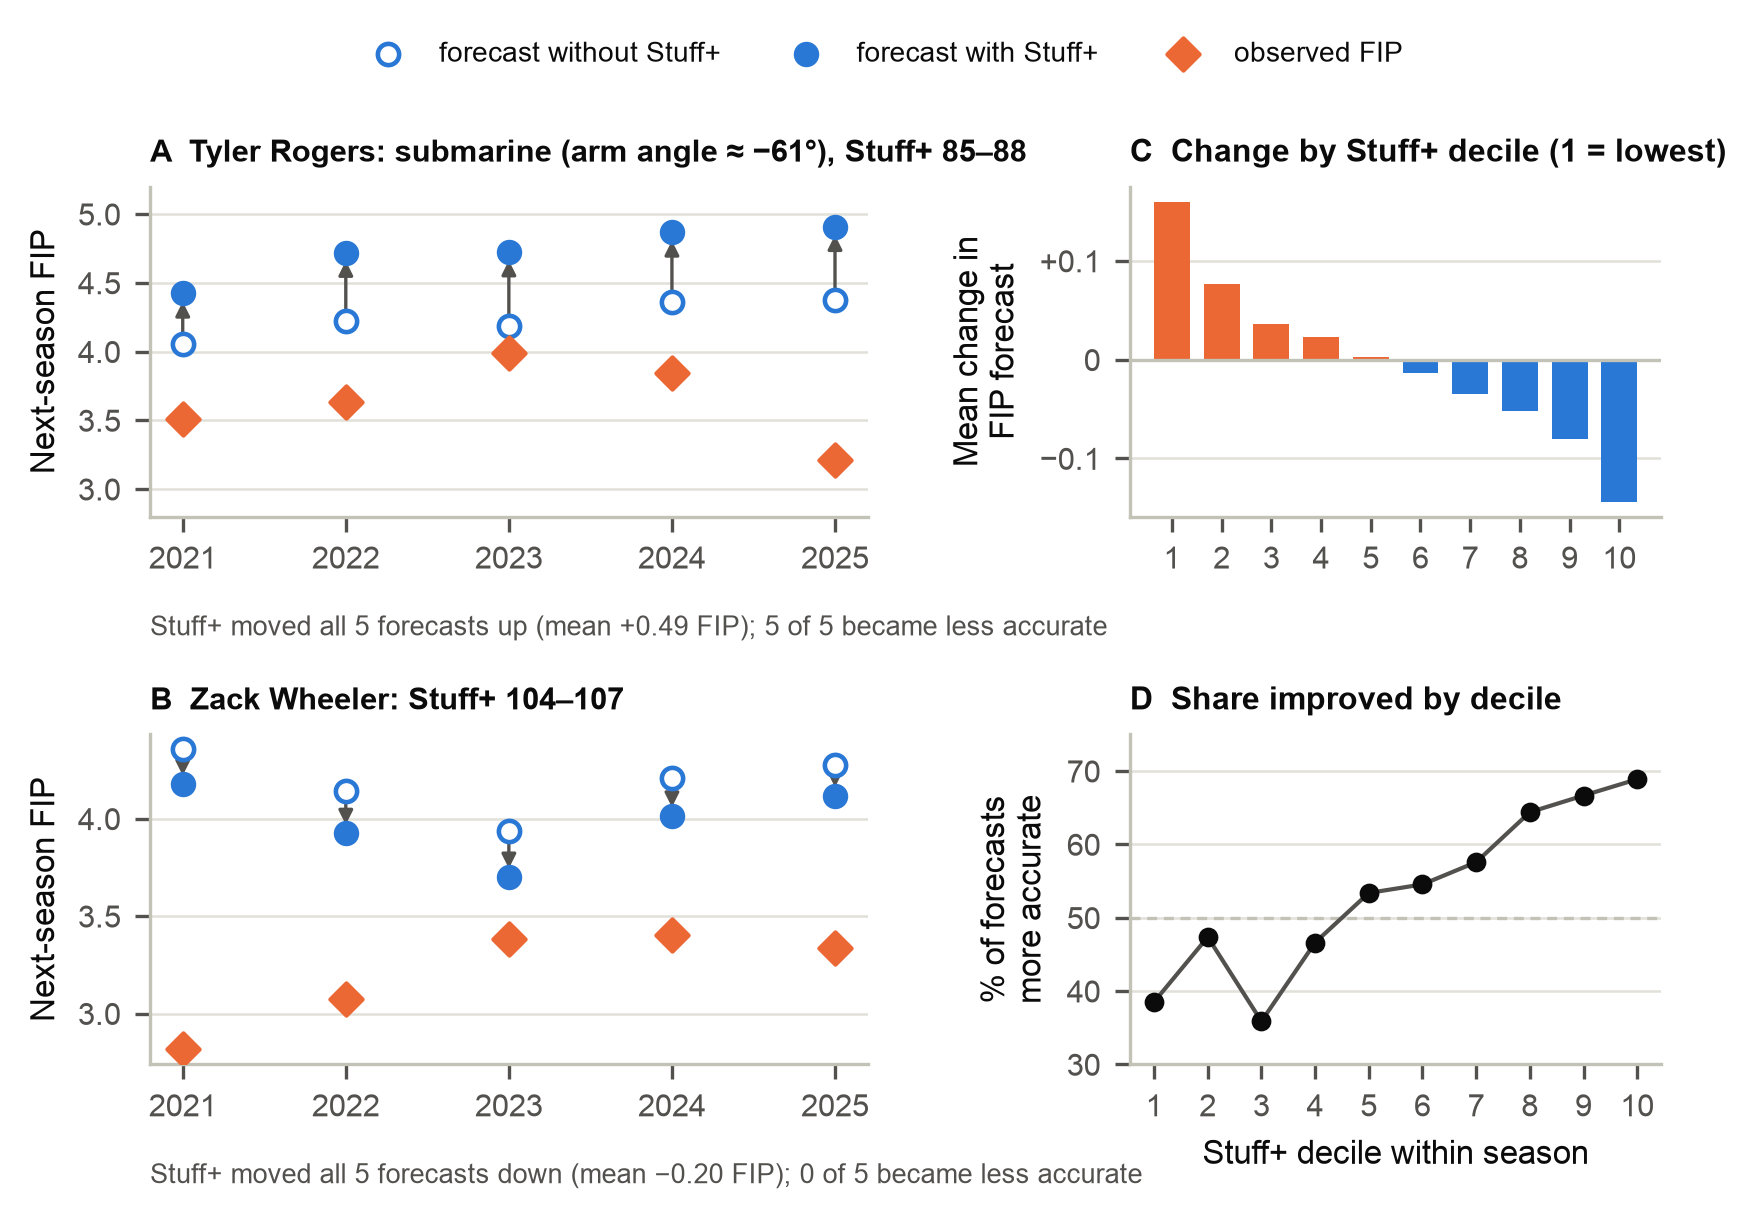 forecast without Stuff+
forecast with Stuff+
observed FIP
A Tyler Rogers: submarine (arm angle ≈ −61°), Stuff+ 85–88
Next-season FIP
5.0
4.5
4.0
3.5
3.0
2021 2022 2023 2024 2025
Stuff+ moved all 5 forecasts up (mean +0.49 FIP); 5 of 5 became less accurate
C Change by Stuff+ decile (1 = lowest)
Mean change in
FIP forecast
+0.1
0
−0.1
1 2 3 4 5 6 7 8 9 10
B Zack Wheeler: Stuff+ 104–107
Next-season FIP
4.0
3.5
3.0
2021 2022 2023 2024 2025
Stuff+ moved all 5 forecasts down (mean −0.20 FIP); 0 of 5 became less accurate
D Share improved by decile
% of forecasts
more accurate
70
60
50
40
30
1 2 3 4 5 6 7 8 9 10
Stuff+ decile within season